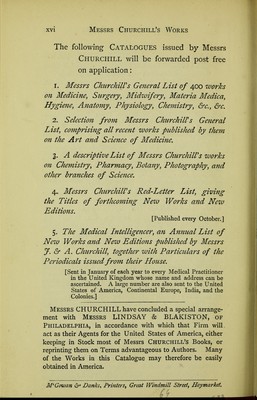 xvi MESSRS CHURCHILL'S WORKS
The following CATALOGUES issued by Messrs
CHURCHILL will be forwarded post free
on application:
1. Messrs Churchill's General List of 400 works
on Medicine, Surgery, Midwifery, Materia Medica,
Hygiene, Anatomy, Physiology, Chemistry, &c., &c.
2. Selection from Messrs Churchill's General
List, comprising all recent works published by them
on the Art and Science of Medicine.
3. A descriptive List of Messrs Churchill's works
on Chemistry, Pharmacy, Botany, Photography, and
other branches of Science.
4. Messrs Churchill's Red-Letter List, giving
the Titles of forthcoming New Works and New
Editions.
[Published every October.]
5. The Medical Intelligencer, an Annual List of
New Works and New Editions published by Messrs
J. & A. Churchill, together with Particulars of the
Periodicals issued from their House.
[Sent in January of each year to every Medical Practitioner
in the United Kingdom whose name and address can be
ascertained. A large number are also sent to the United
States of America, Continental Europe, India, and the
Colonies.]
MESSRS CHURCHILL have concluded a special arrange-
ment with MESSRS LINDSAY & BLAKISTON, OF
PHILADELPHIA, in accordance with which that Firm will
act as their Agents for the United States of America, either
keeping in Stock most of Messrs CHURCHILL'S Books, or
reprinting them on Terms advantageous to Authors. Many
of the Works in this Catalogue may therefore be easily
obtained in America.
M'Gowan & Danks, Printers, Great Windmill Street, Haymarket.